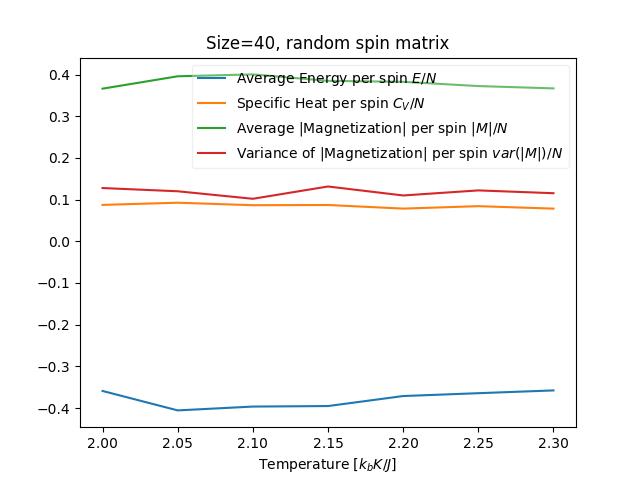 Size=40, random spin matrix
0.4
0.3
0.2
0.1
0.0
−0.1
−0.2
−0.3
−0.4
Average Energy per spin E/N
Specific Heat per spin C_V/N
Average |Magnetization| per spin |M|/N
Variance of |Magnetization| per spin var(|M|)/N
2.00 2.05 2.10 2.15 2.20 2.25 2.30
Temperature [k_bK/J]